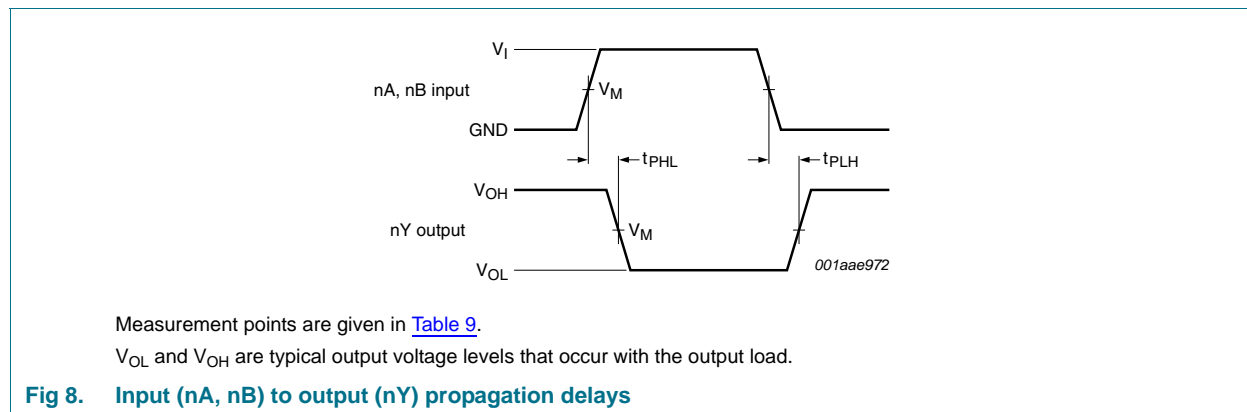 VI
nA, nB input
VM
GND
tPHL
tPLH
VOH
nY output
VM
VOL
001aae972
Measurement points are given in Table 9.
VOL and VOH are typical output voltage levels that occur with the output load.
Fig 8. Input (nA, nB) to output (nY) propagation delays